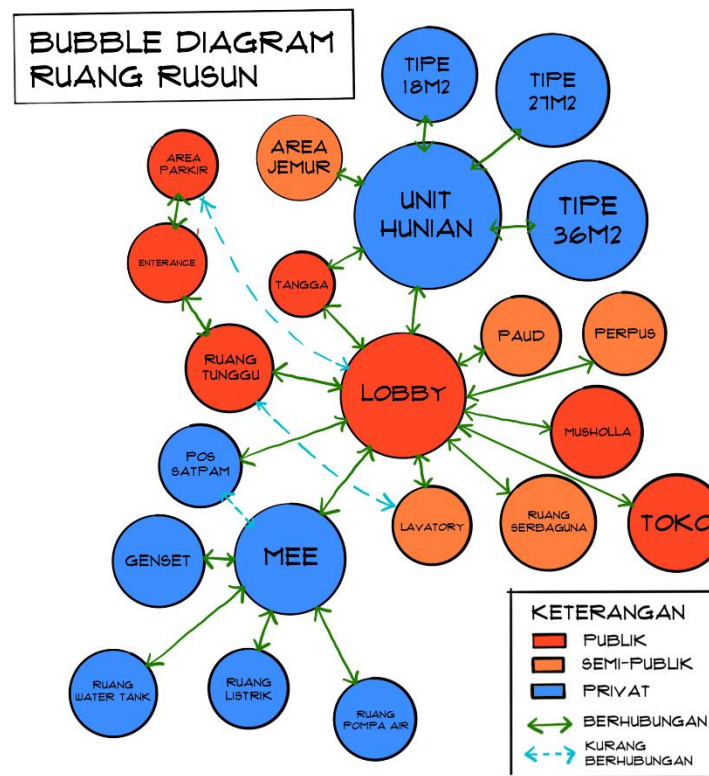 BUBBLE DIAGRAM
RUANG RUSUN
TIPE
18M2
TIPE
27M2
AREA
JEMUR
AREA
PARKIR
UNIT
HUNIAN
TIPE
36M2
ENTERANCE
TANGGA
RUANG
TUNGGU
PAUD
PERPUS
LOBBY
MUSHOLLA
POS
SATPAM
LAVATORY
RUANG
SERBAGUNA
TOKO
GENSET
MEE
RUANG
WATER TANK
RUANG
LISTRIK
RUANG
POMPA AIR
KETERANGAN
PUBLIK
SEMI-PUBLIK
PRIVAT
BERHUBUNGAN
KURANG
BERHUBUNGAN